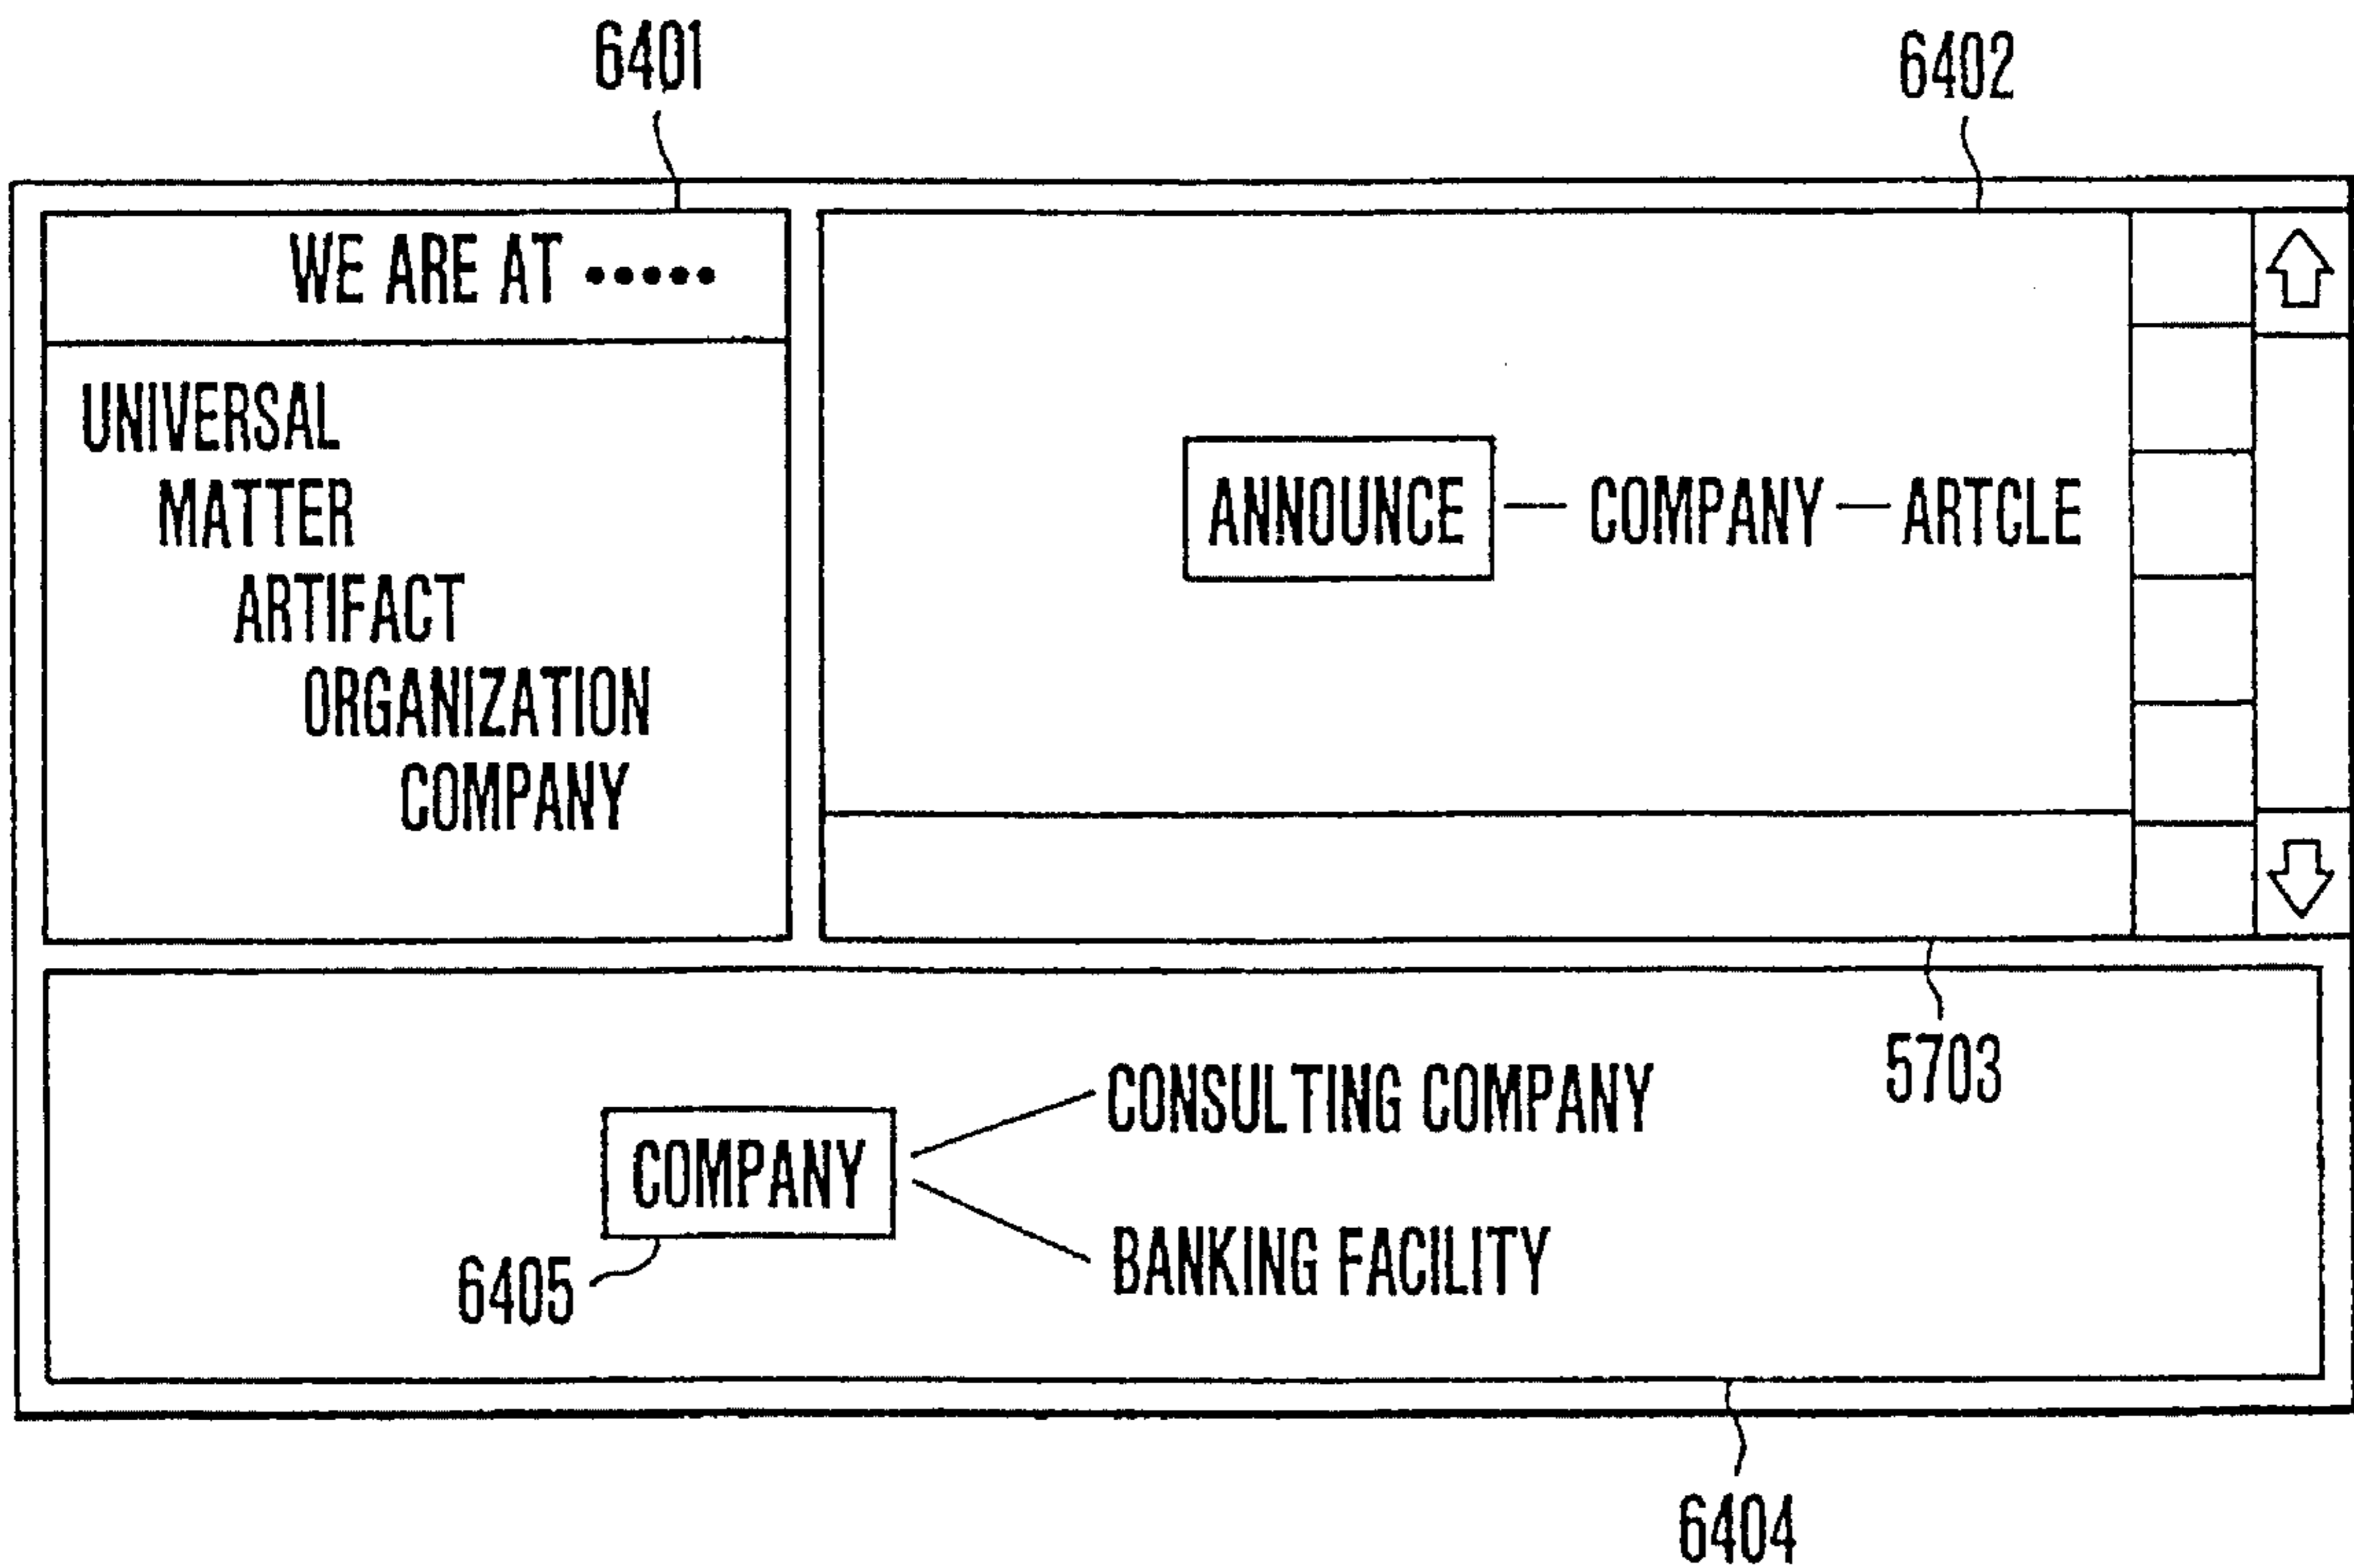 6401
6402
WE ARE AT •••••
UNIVERSAL
MATTER
ARTIFACT
ORGANIZATION
COMPANY
ANNOUNCE — COMPANY — ARTCLE
5703
CONSULTING COMPANY
COMPANY
BANKING FACILITY
6405
6404